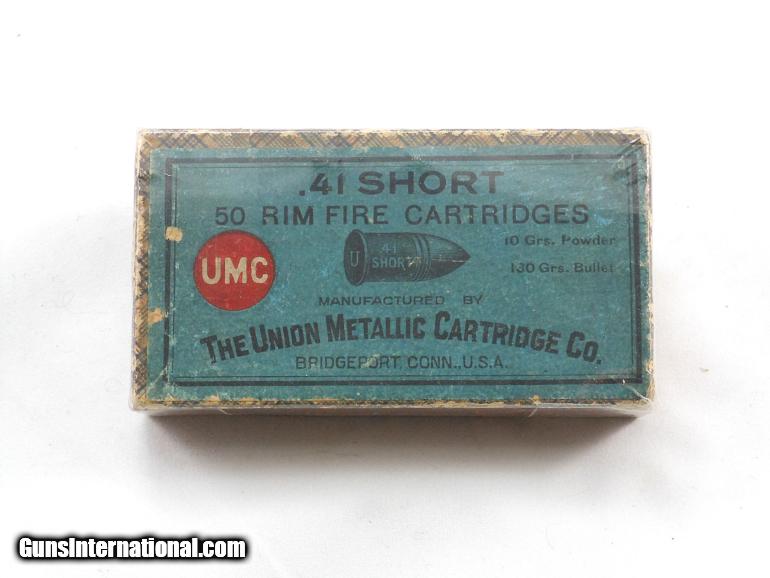 .41 SHORT
50 RIM FIRE CARTRIDGES
10 Grs. Powder
130 Grs. Bullet
UMC
U .41 SHORT
MANUFACTURED BY
THE UNION METALLIC CARTRIDGE CO.
BRIDGEPORT, CONN., U.S.A.
GunsInternational.com